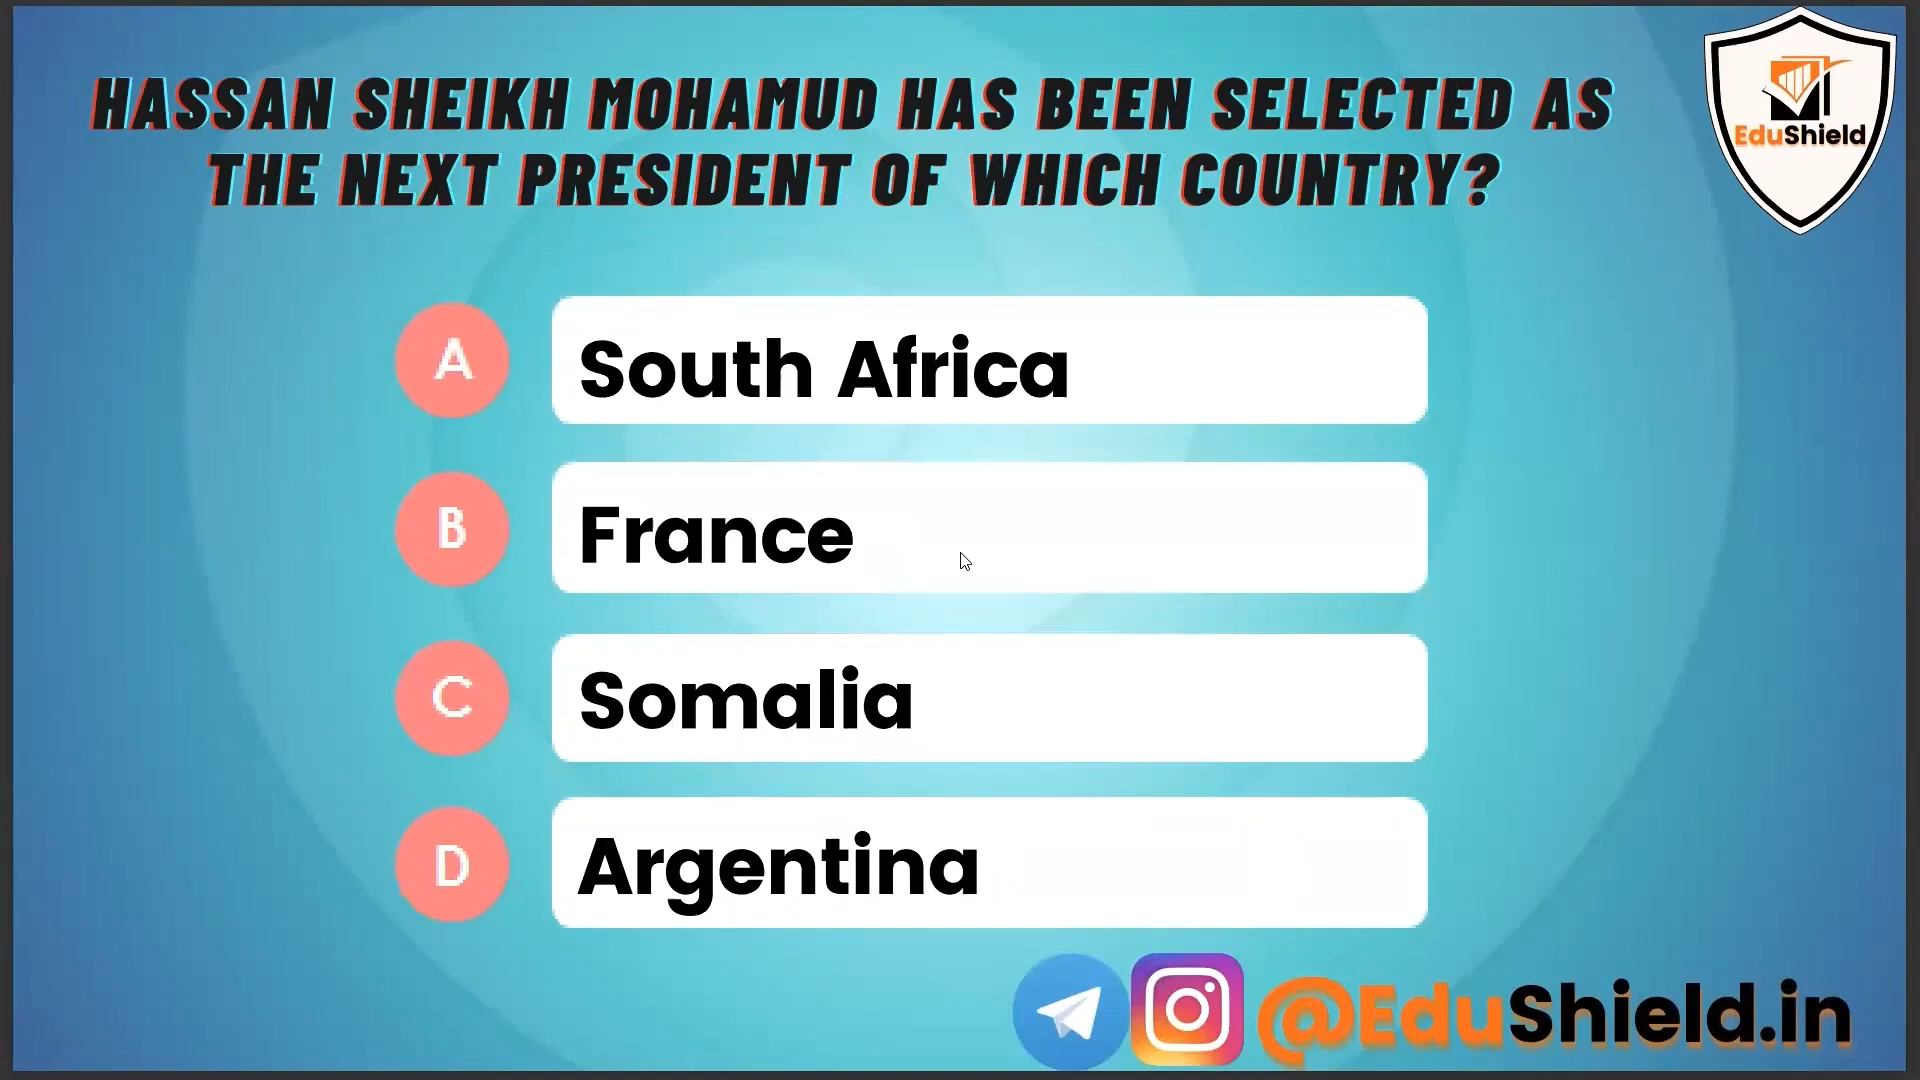 HASSAN SHEIKH MOHAMUD HAS BEEN SELECTED AS
THE NEXT PRESIDENT OF WHICH COUNTRY?
EduShield
A
South Africa
B
France
C
Somalia
D
Argentina
@EduShield.in